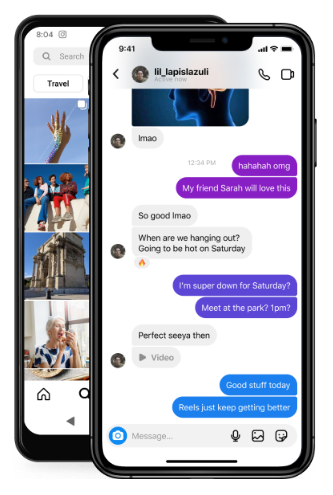 8:04
Search
Travel
9:41
lil_lapislazuli
active now
lmao
12:34 PM
hahahah omg
My friend Sarah will love this
So good lmao
When are we hanging out?
Going to be hot on Saturday
I'm super down for Saturday?
Meet at the park? 1pm?
Perfect seeya then
Video
Good stuff today
Reels just keep getting better
Message...